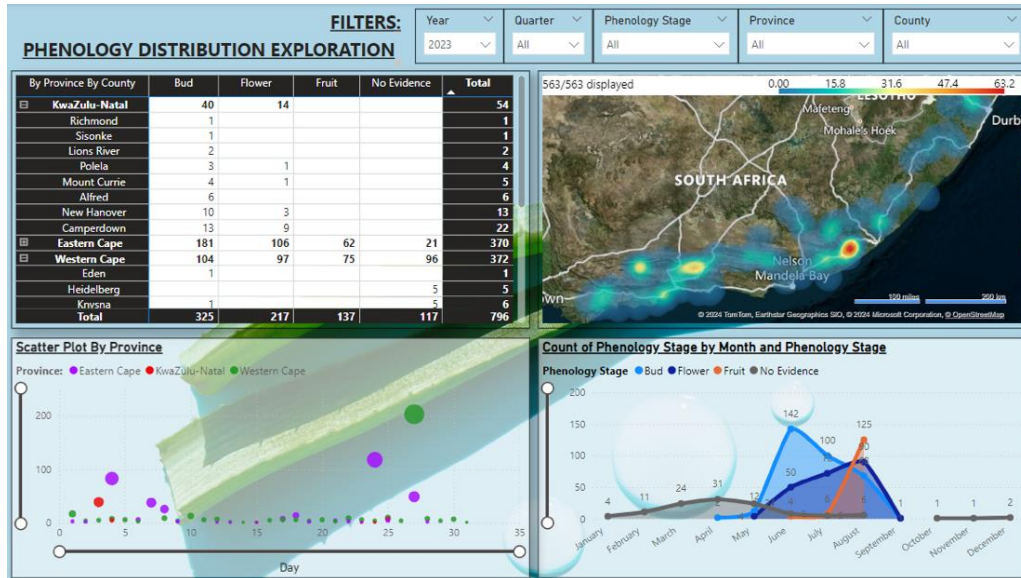 FILTERS:
PHENOLOGY DISTRIBUTION EXPLORATION
Year Quarter Phenology Stage Province County
2023 All All All All
By Province By County Bud Flower Fruit No Evidence Total
KwaZulu-Natal 40 14 54
Richmond 1 1
Sisonke 1 1
Lions River 2 2
Polela 3 1 4
Mount Currie 4 1 5
Alfred 6 6
New Hanover 10 3 13
Camperdown 13 9 22
Eastern Cape 181 106 62 21 370
Western Cape 104 97 75 96 372
Eden 1 1
Heidelberg 5 5
Knysna 1 5 6
Total 325 217 137 117 796
563/563 displayed 0.00 15.8 31.6 47.4 63.2
LESOTHO
Mafeteng
Mohale's Hoek
Durb
SOUTH AFRICA
Nelson
Mandela Bay
own
100 miles 200 km
© 2024 TomTom, Earthstar Geographics SIO, © 2024 Microsoft Corporation, © OpenStreetMap
Scatter Plot By Province
Province: Eastern Cape KwaZulu-Natal Western Cape
200
100
0
0 5 10 15 20 25 30 35
Day
Count of Phenology Stage by Month and Phenology Stage
Phenology Stage Bud Flower Fruit No Evidence
200
150
100
50
0
142
125
100
50
4 11 24 31 12 1 1 1 2
January February March April May June July August September October November December